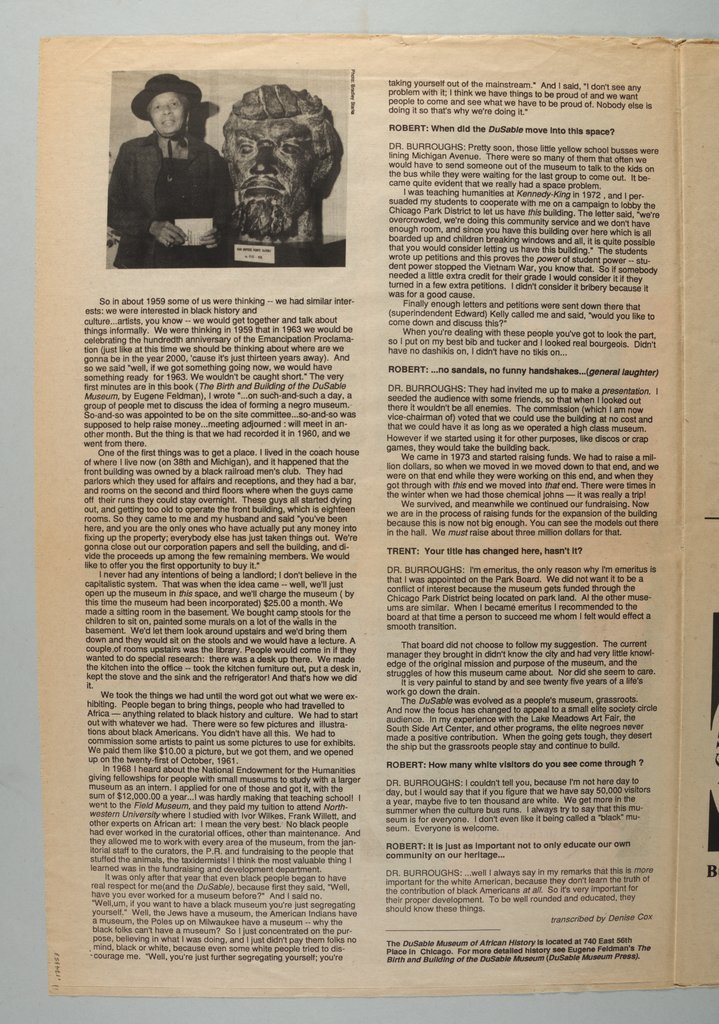 Photo: Bradley Starte
So in about 1959 some of us were thinking -- we had similar inter-
ests: we were interested in black history and
culture...artists, you know -- we would get together and talk about
things informally. We were thinking in 1959 that in 1963 we would be
celebrating the hundredth anniversary of the Emancipation Proclama-
tion (just like at this time we should be thinking about where are we
gonna be in the year 2000, 'cause it's just thirteen years away). And
so we said "well, if we got something going now, we would have
something ready for 1963. We wouldn't be caught short." The very
first minutes are in this book (The Birth and Building of the DuSable
Museum, by Eugene Feldman), I wrote "...on such-and-such a day, a
group of people met to discuss the idea of forming a negro museum.
So-and-so was appointed to be on the site committee...so-and-so was
supposed to help raise money...meeting adjourned : will meet in an-
other month. But the thing is that we had recorded it in 1960, and we
went from there.
One of the first things was to get a place. I lived in the coach house
of where I live now (on 38th and Michigan), and it happened that the
front building was owned by a black railroad men's club. They had
parlors which they used for affairs and receptions, and they had a bar,
and rooms on the second and third floors where when the guys came
off their runs they could stay overnight. These guys all started dying
out, and getting too old to operate the front building, which is eighteen
rooms. So they came to me and my husband and said "you've been
here, and you are the only ones who have actually put any money into
fixing up the property; everybody else has just taken things out. We're
gonna close out our corporation papers and sell the building, and di-
vide the proceeds up among the few remaining members. We would
like to offer you the first opportunity to buy it."
I never had any intentions of being a landlord; I don't believe in the
capitalistic system. That was when the idea came -- well, we'll just
open up the museum in this space, and we'll charge the museum ( by
this time the museum had been incorporated) $25.00 a month. We
made a sitting room in the basement. We bought camp stools for the
children to sit on, painted some murals on a lot of the walls in the
basement. We'd let them look around upstairs and we'd bring them
down and they would sit on the stools and we would have a lecture. A
couple of rooms upstairs was the library. People would come in if they
wanted to do special research: there was a desk up there. We made
the kitchen into the office -- took the kitchen furniture out, put a desk in,
kept the stove and the sink and the refrigerator! And that's how we did
it.
We took the things we had until the word got out what we were ex-
hibiting. People began to bring things, people who had travelled to
Africa — anything related to black history and culture. We had to start
out with whatever we had. There were so few pictures and illustra-
tions about black Americans. You didn't have all this. We had to
commission some artists to paint us some pictures to use for exhibits.
We paid them like $10.00 a picture, but we got them, and we opened
up on the twenty-first of October, 1961.
In 1968 I heard about the National Endowment for the Humanities
giving fellowships for people with small museums to study with a larger
museum as an intern. I applied for one of those and got it, with the
sum of $12,000.00 a year...I was hardly making that teaching school! I
went to the Field Museum, and they paid my tuition to attend North-
western University where I studied with Ivor Wilkes, Frank Willett, and
other experts on African art: I mean the very best. No black people
had ever worked in the curatorial offices, other than maintenance. And
they allowed me to work with every area of the museum, from the jan-
itorial staff to the curators, the P.R. and fundraising to the people that
stuffed the animals, the taxidermists! I think the most valuable thing I
learned was in the fundraising and development department.
It was only after that year that even black people began to have
real respect for me(and the DuSable), because first they said, "Well,
have you ever worked for a museum before?" And I said no.
"Well,um, if you want to have a black museum you're just segregating
yourself." Well, the Jews have a museum, the American Indians have
a museum, the Poles up on Milwaukee have a museum -- why the
black folks can't have a museum? So I just concentrated on the pur-
pose, believing in what I was doing, and I just didn't pay them folks no
mind, black or white, because even some white people tried to dis-
courage me. "Well, you're just further segregating yourself; you're
taking yourself out of the mainstream." And I said, "I don't see any
problem with it; I think we have things to be proud of and we want
people to come and see what we have to be proud of. Nobody else is
doing it so that's why we're doing it."
ROBERT: When did the DuSable move into this space?
DR. BURROUGHS: Pretty soon, those little yellow school busses were
lining Michigan Avenue. There were so many of them that often we
would have to send someone out of the museum to talk to the kids on
the bus while they were waiting for the last group to come out. It be-
came quite evident that we really had a space problem.
I was teaching humanities at Kennedy-King in 1972 , and I per-
suaded my students to cooperate with me on a campaign to lobby the
Chicago Park District to let us have this building. The letter said, "we're
overcrowded, we're doing this community service and we don't have
enough room, and since you have this building over here which is all
boarded up and children breaking windows and all, it is quite possible
that you would consider letting us have this building." The students
wrote up petitions and this proves the power of student power -- stu-
dent power stopped the Vietnam War, you know that. So if somebody
needed a little extra credit for their grade I would consider it if they
turned in a few extra petitions. I didn't consider it bribery because it
was for a good cause.
Finally enough letters and petitions were sent down there that
(superindendent Edward) Kelly called me and said, "would you like to
come down and discuss this?"
When you're dealing with these people you've got to look the part,
so I put on my best bib and tucker and I looked real bourgeois. Didn't
have no dashikis on, I didn't have no tikis on...
ROBERT: ...no sandals, no funny handshakes...(general laughter)
DR. BURROUGHS: They had invited me up to make a presentation. I
seeded the audience with some friends, so that when I looked out
there it wouldn't be all enemies. The commission (which I am now
vice-chairman of) voted that we could use the building at no cost and
that we could have it as long as we operated a high class museum.
However if we started using it for other purposes, like discos or crap
games, they would take the building back.
We came in 1973 and started raising funds. We had to raise a mil-
lion dollars, so when we moved in we moved down to that end, and we
were on that end while they were working on this end, and when they
got through with this end we moved into that end. There were times in
the winter when we had those chemical johns — it was really a trip!
We survived, and meanwhile we continued our fundraising. Now
we are in the process of raising funds for the expansion of the building
because this is now not big enough. You can see the models out there
in the hall. We must raise about three million dollars for that.
TRENT: Your title has changed here, hasn't it?
DR. BURROUGHS: I'm emeritus, the only reason why I'm emeritus is
that I was appointed on the Park Board. We did not want it to be a
conflict of interest because the museum gets funded through the
Chicago Park District being located on park land. At the other muse-
ums are similar. When I became emeritus I recommended to the
board at that time a person to succeed me whom I felt would effect a
smooth transition.
That board did not choose to follow my suggestion. The current
manager they brought in didn't know the city and had very little knowl-
edge of the original mission and purpose of the museum, and the
struggles of how this museum came about. Nor did she seem to care.
It is very painful to stand by and see twenty five years of a life's
work go down the drain.
The DuSable was evolved as a people's museum, grassroots.
And now the focus has changed to appeal to a small elite society circle
audience. In my experience with the Lake Meadows Art Fair, the
South Side Art Center, and other programs, the elite negroes never
made a positive contribution. When the going gets tough, they desert
the ship but the grassroots people stay and continue to build.
ROBERT: How many white visitors do you see come through ?
DR. BURROUGHS: I couldn't tell you, because I'm not here day to
day, but I would say that if you figure that we have say 50,000 visitors
a year, maybe five to ten thousand are white. We get more in the
summer when the culture bus runs. I always try to say that this mu-
seum is for everyone. I don't even like it being called a "black" mu-
seum. Everyone is welcome.
ROBERT: It is just as important not to only educate our own
community on our heritage...
DR. BURROUGHS: ...well I always say in my remarks that this is more
important for the white American, because they don't learn the truth of
the contribution of black Americans at all. So it's very important for
their proper development. To be well rounded and educated, they
should know these things.
transcribed by Denise Cox
The DuSable Museum of African History is located at 740 East 56th
Place in Chicago. For more detailed history see Eugene Feldman's The
Birth and Building of the DuSable Museum (DuSable Museum Press).